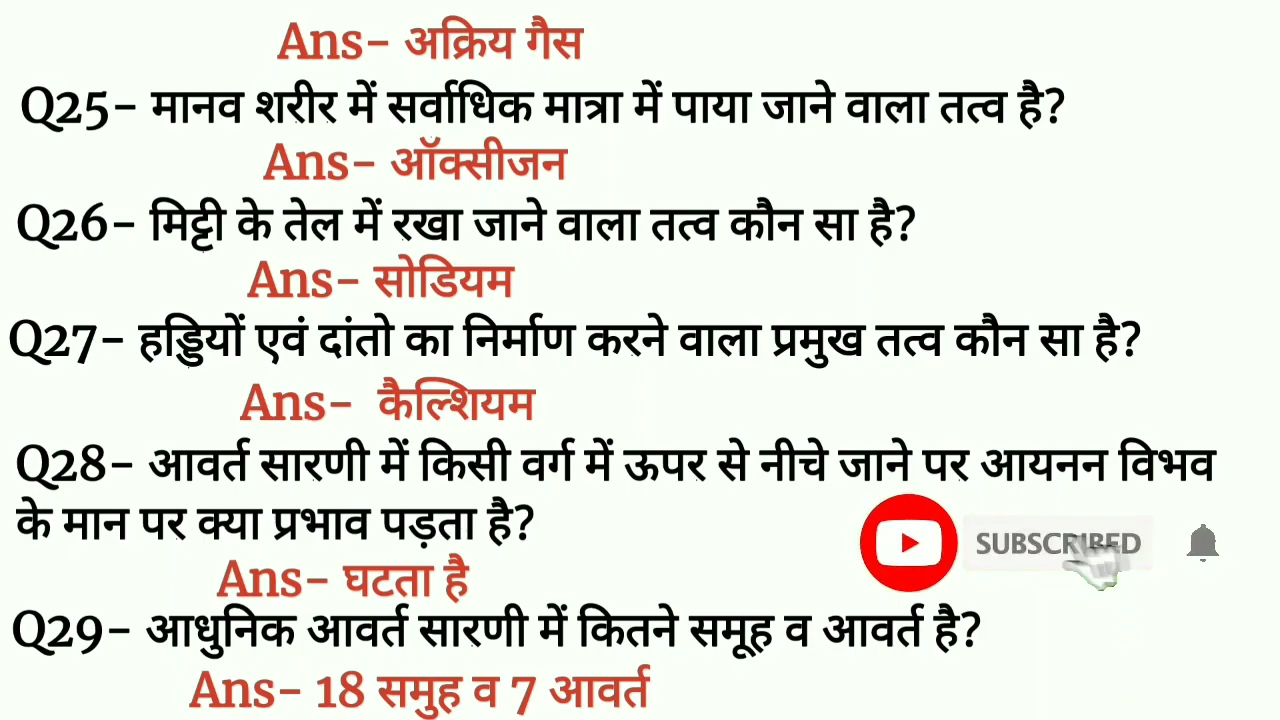 Ans- अक्रिय गैस
Q25- मानव शरीर में सर्वाधिक मात्रा में पाया जाने वाला तत्व है?
Ans- ऑक्सीजन
Q26- मिट्टी के तेल में रखा जाने वाला तत्व कौन सा है?
Ans- सोडियम
Q27- हड्डियों एवं दांतो का निर्माण करने वाला प्रमुख तत्व कौन सा है?
Ans- कैल्शियम
Q28- आवर्त सारणी में किसी वर्ग में ऊपर से नीचे जाने पर आयनन विभव
के मान पर क्या प्रभाव पड़ता है?
SUBSCRIBED
Ans- घटता है
Q29- आधुनिक आवर्त सारणी में कितने समूह व आवर्त है?
Ans- 18 समुह व 7 आवर्त